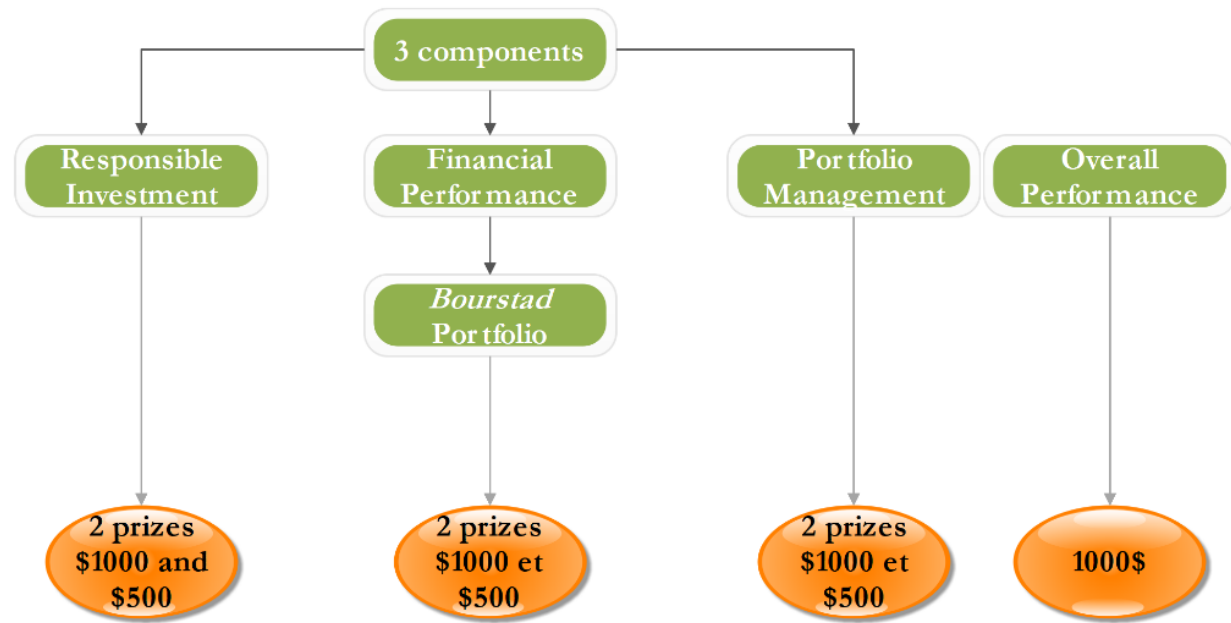 3 components
Responsible
Investment
Financial
Performance
Portfolio
Management
Overall
Performance
Bourstad
Portfolio
2 prizes
$1000 and
$500
2 prizes
$1000 et
$500
2 prizes
$1000 et
$500
1000$